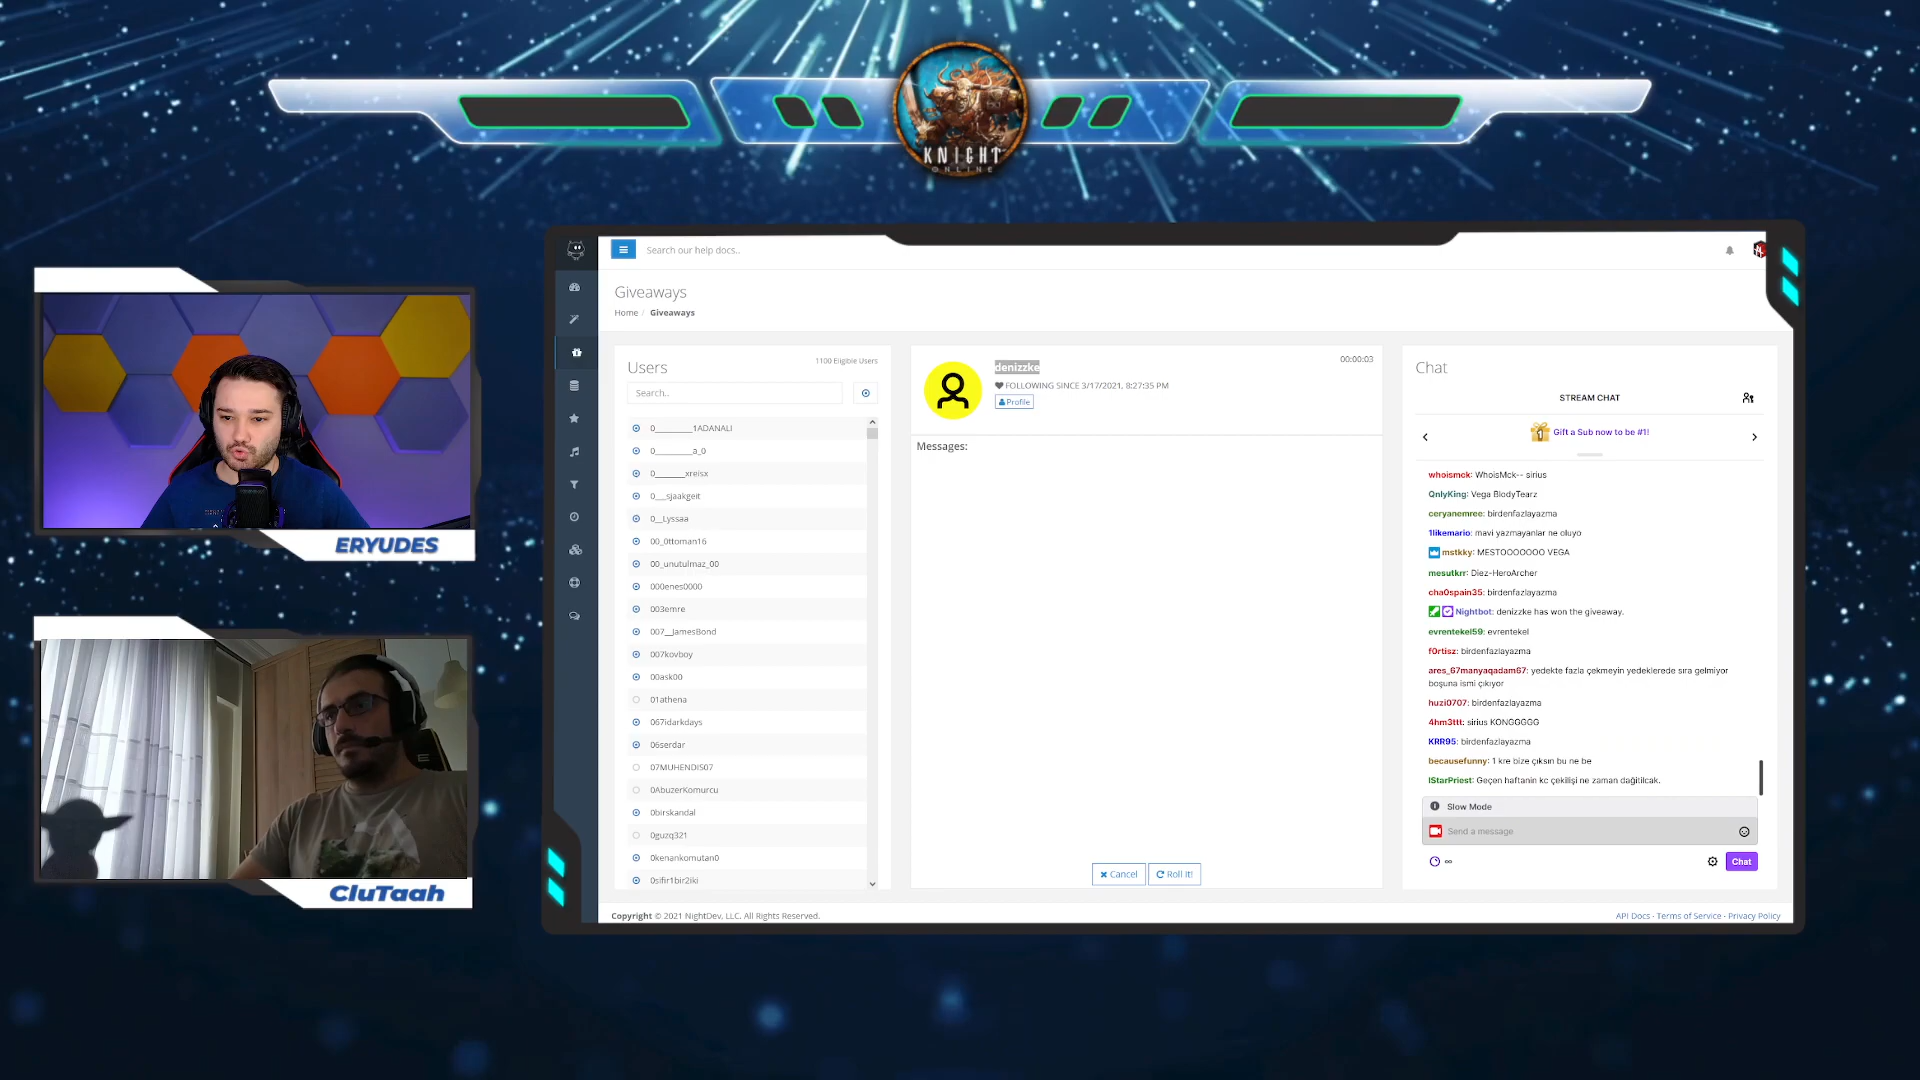 KNIGHT
ONLINE
Search our help docs..
Giveaways
Home / Giveaways
Users
1100 Eligible Users
Search..
0_________1ADANALI
0_________a_0
0_______xreisx
0___sjaakgeit
0__Lyssaa
00_0ttoman16
00_unutulmaz_00
000enes0000
003emre
007__JamesBond
007kovboy
00ask00
01athena
067idarkdays
06serdar
07MUHENDIS07
0AbuzerKomurcu
0birskandal
0guzq321
0kenankomutan0
0sifir1bir2iki
denizzke
00:00:03
FOLLOWING SINCE 3/17/2021, 8:27:35 PM
Profile
Messages:
Cancel
Roll It!
Chat
STREAM CHAT
Gift a Sub now to be #1!
whoismck: WhoisMck-- sirius
QnlyKing: Vega BlodyTearz
ceryanemree: birdenfazlayazma
1likemario: mavi yazmayanlar ne oluyo
mstkky: MESTOOOOOOO VEGA
mesutkrr: Diez-HeroArcher
cha0spain35: birdenfazlayazma
Nightbot: denizzke has won the giveaway.
evrentekel59: evrentekel
f0rtisz: birdenfazlayazma
ares_67manyaqadam67: yedekte fazla çekmeyin yedeklerede sıra gelmiyor
boşuna ismi çıkıyor
huzi0707: birdenfazlayazma
4hm3ttt: sirius KONGGGGG
KRR95: birdenfazlayazma
becausefunny: 1 kre bize çıksın bu ne be
IStarPriest: Geçen haftanin kc çekilişi ne zaman dağitilcak.
Slow Mode
Send a message
Chat
Copyright © 2021 NightDev, LLC. All Rights Reserved.
API Docs - Terms of Service - Privacy Policy
ERYUDES
CluTaah